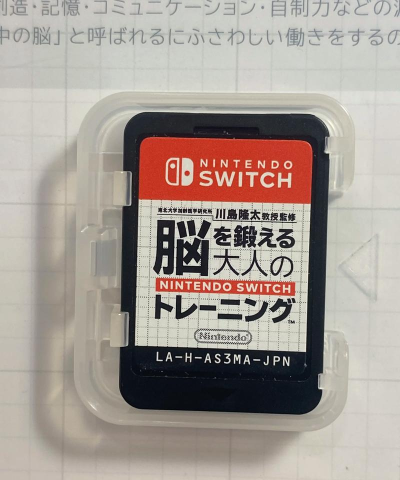 創造・記憶・コミュニケーション・自制力などの源
中の脳」と呼ばれるにふさわしい働きをするの
NINTENDO
SWITCH
東北大学加齢医学研究所 川島隆太教授監修
脳を鍛える
大人の
NINTENDO SWITCH
トレーニング™
Nintendo
LA-H-AS3MA-JPN